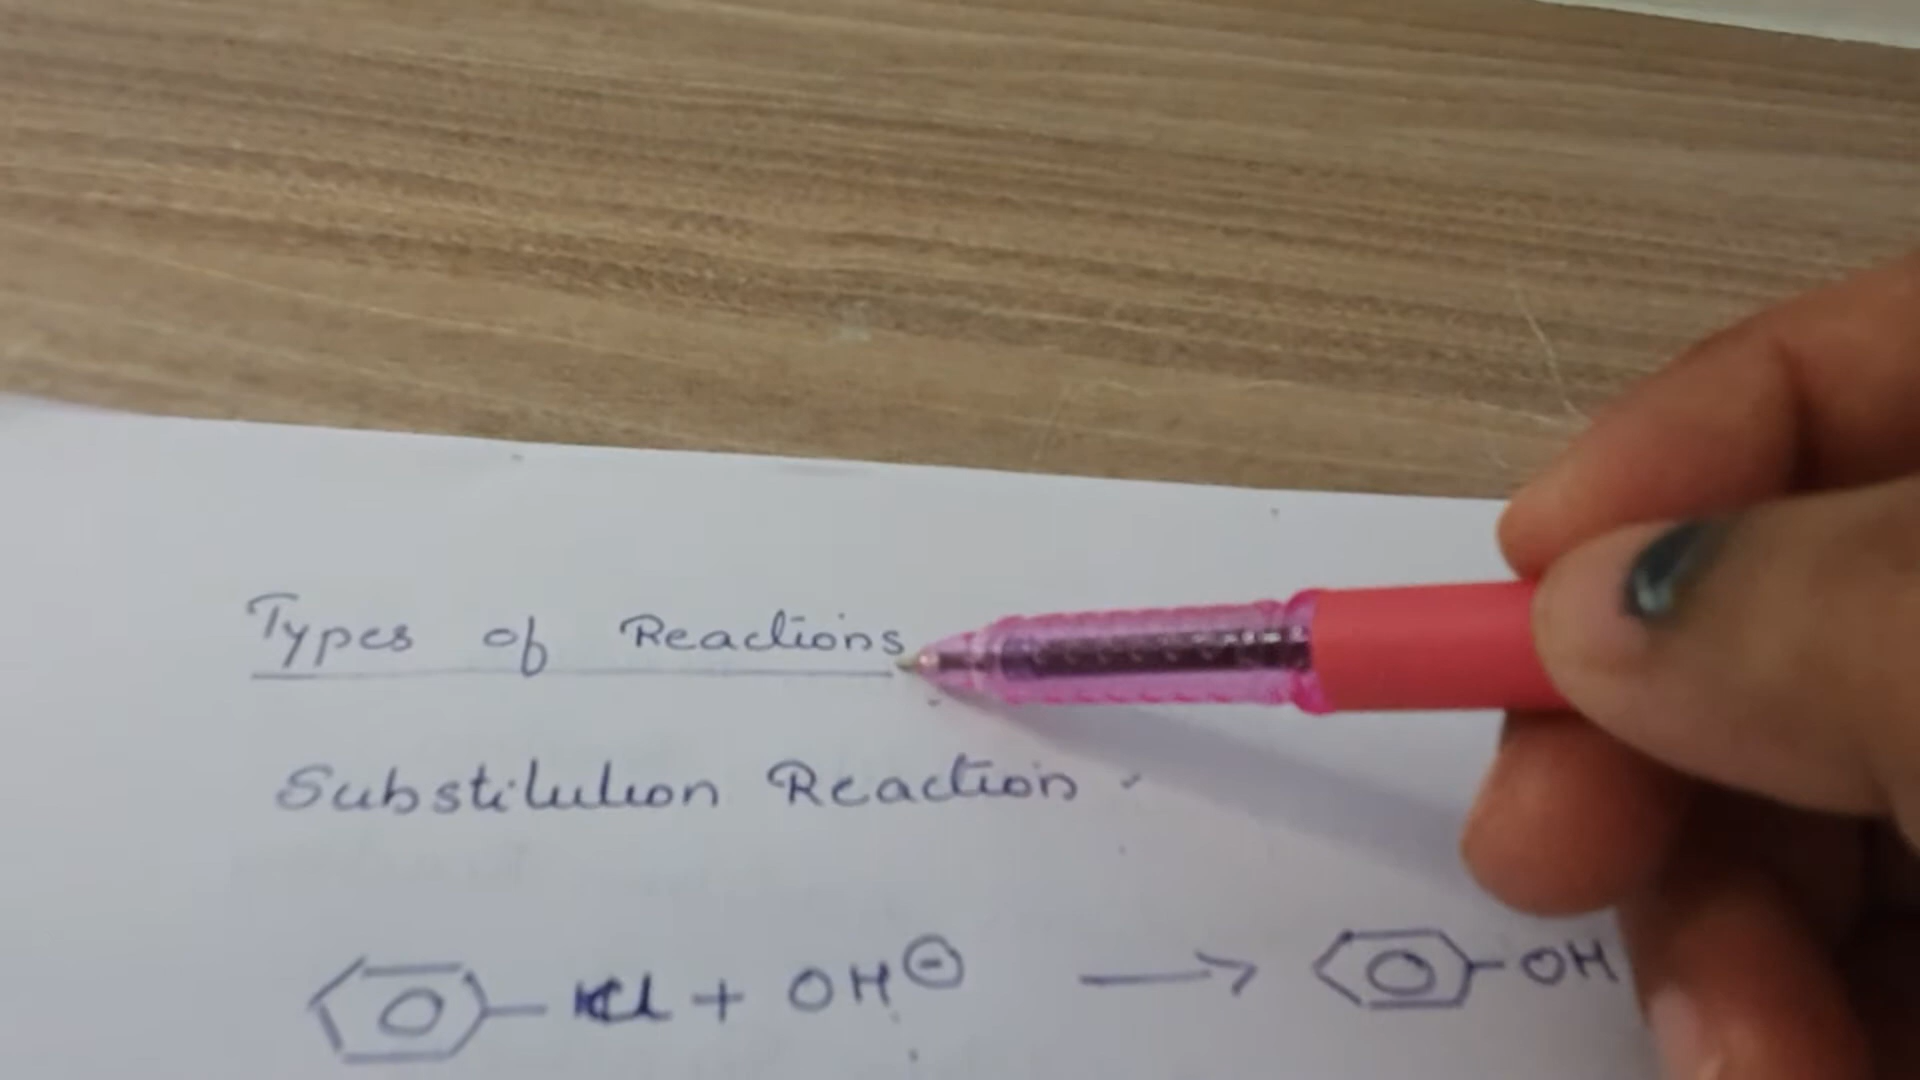 Types of Reactions
Substitution Reaction
Cl + OH⊖ → OH